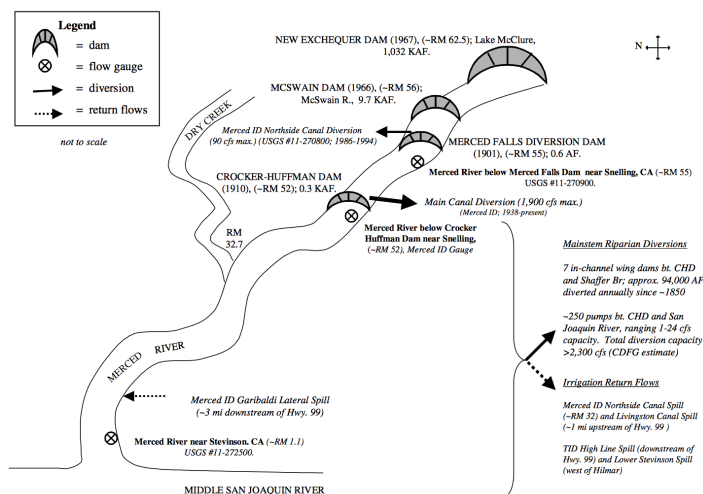 Legend
= dam
= flow gauge
= diversion
= return flows
not to scale
NEW EXCHEQUER DAM (1967), (~RM 62.5); Lake McClure,
1,032 KAF.
N
MCSWAIN DAM (1966), (~RM 56);
McSwain R., 9.7 KAF.
DRY CREEK
Merced ID Northside Canal Diversion
(90 cfs max.) (USGS #11-270800; 1986-1994)
MERCED FALLS DIVERSION DAM
(1901), (~RM 55); 0.6 AF.
Merced River below Merced Falls Dam near Snelling, CA (~RM 55)
USGS #11-270900.
CROCKER-HUFFMAN DAM
(1910), (~RM 52); 0.3 KAF.
Main Canal Diversion (1,900 cfs max.)
(Merced ID; 1938-present)
RM
32.7
Merced River below Crocker
Huffman Dam near Snelling,
(~RM 52), Merced ID Gauge
Mainstem Riparian Diversions
7 in-channel wing dams bt. CHD
and Shaffer Br; approx. 94,000 AF
diverted annually since ~1850
~250 pumps bt. CHD and San
Joaquin River, ranging 1-24 cfs
capacity. Total diversion capacity
>2,300 cfs (CDFG estimate)
Irrigation Return Flows
Merced ID Northside Canal Spill
(~RM 32) and Livingston Canal Spill
(~1 mi upstream of Hwy. 99 )
TID High Line Spill (downstream of
Hwy. 99) and Lower Stevinson Spill
(west of Hilmar)
MERCED RIVER
Merced ID Garibaldi Lateral Spill
(~3 mi downstream of Hwy. 99)
Merced River near Stevinson. CA (~RM 1.1)
USGS #11-272500.
MIDDLE SAN JOAQUIN RIVER